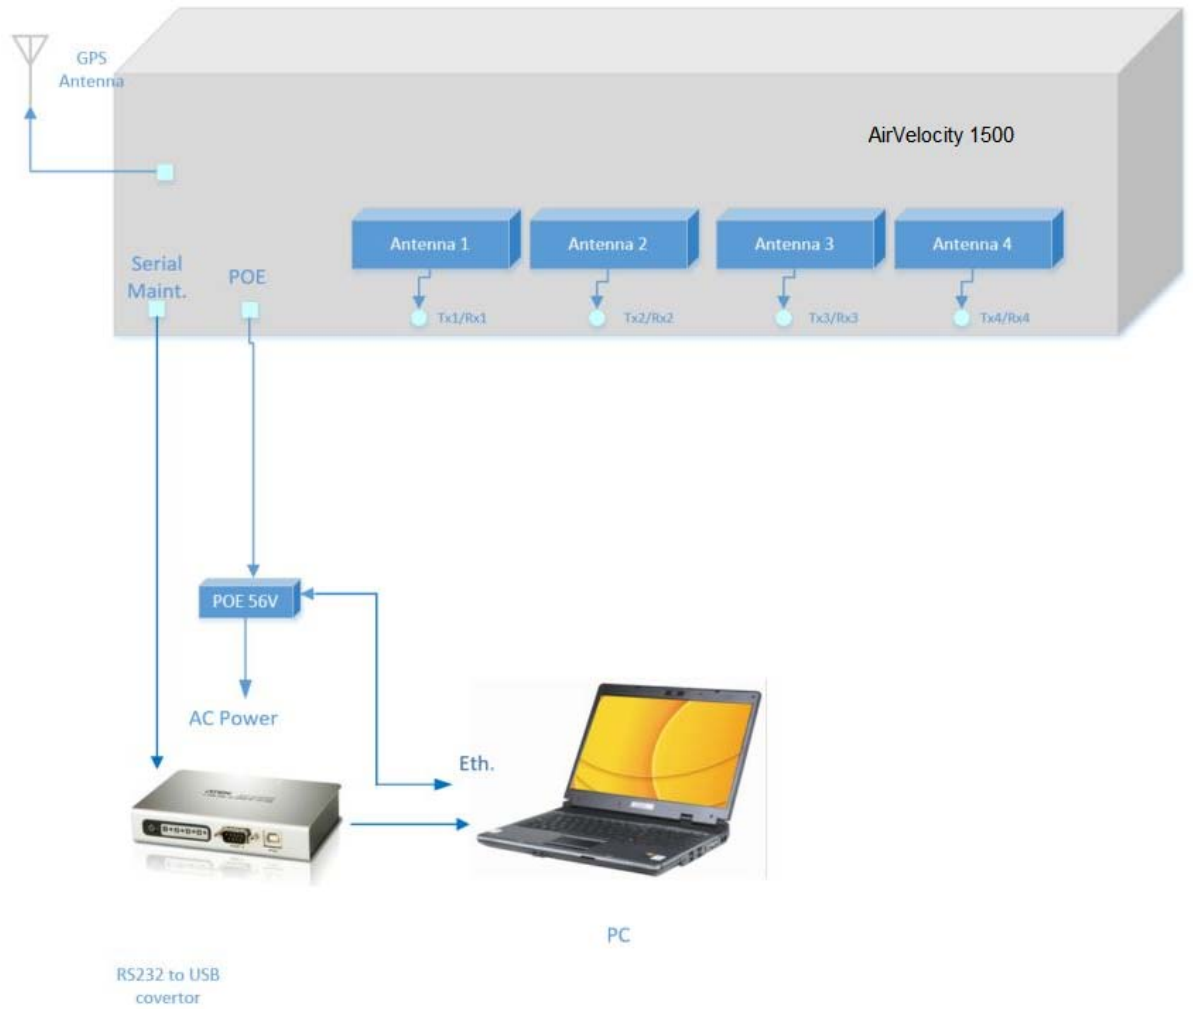 GPS
Antenna
AirVelocity 1500
Antenna 1
Antenna 2
Antenna 3
Antenna 4
Serial
Maint.
POE
Tx1/Rx1
Tx2/Rx2
Tx3/Rx3
Tx4/Rx4
POE 56V
AC Power
Eth.
PC
RS232 to USB
covertor